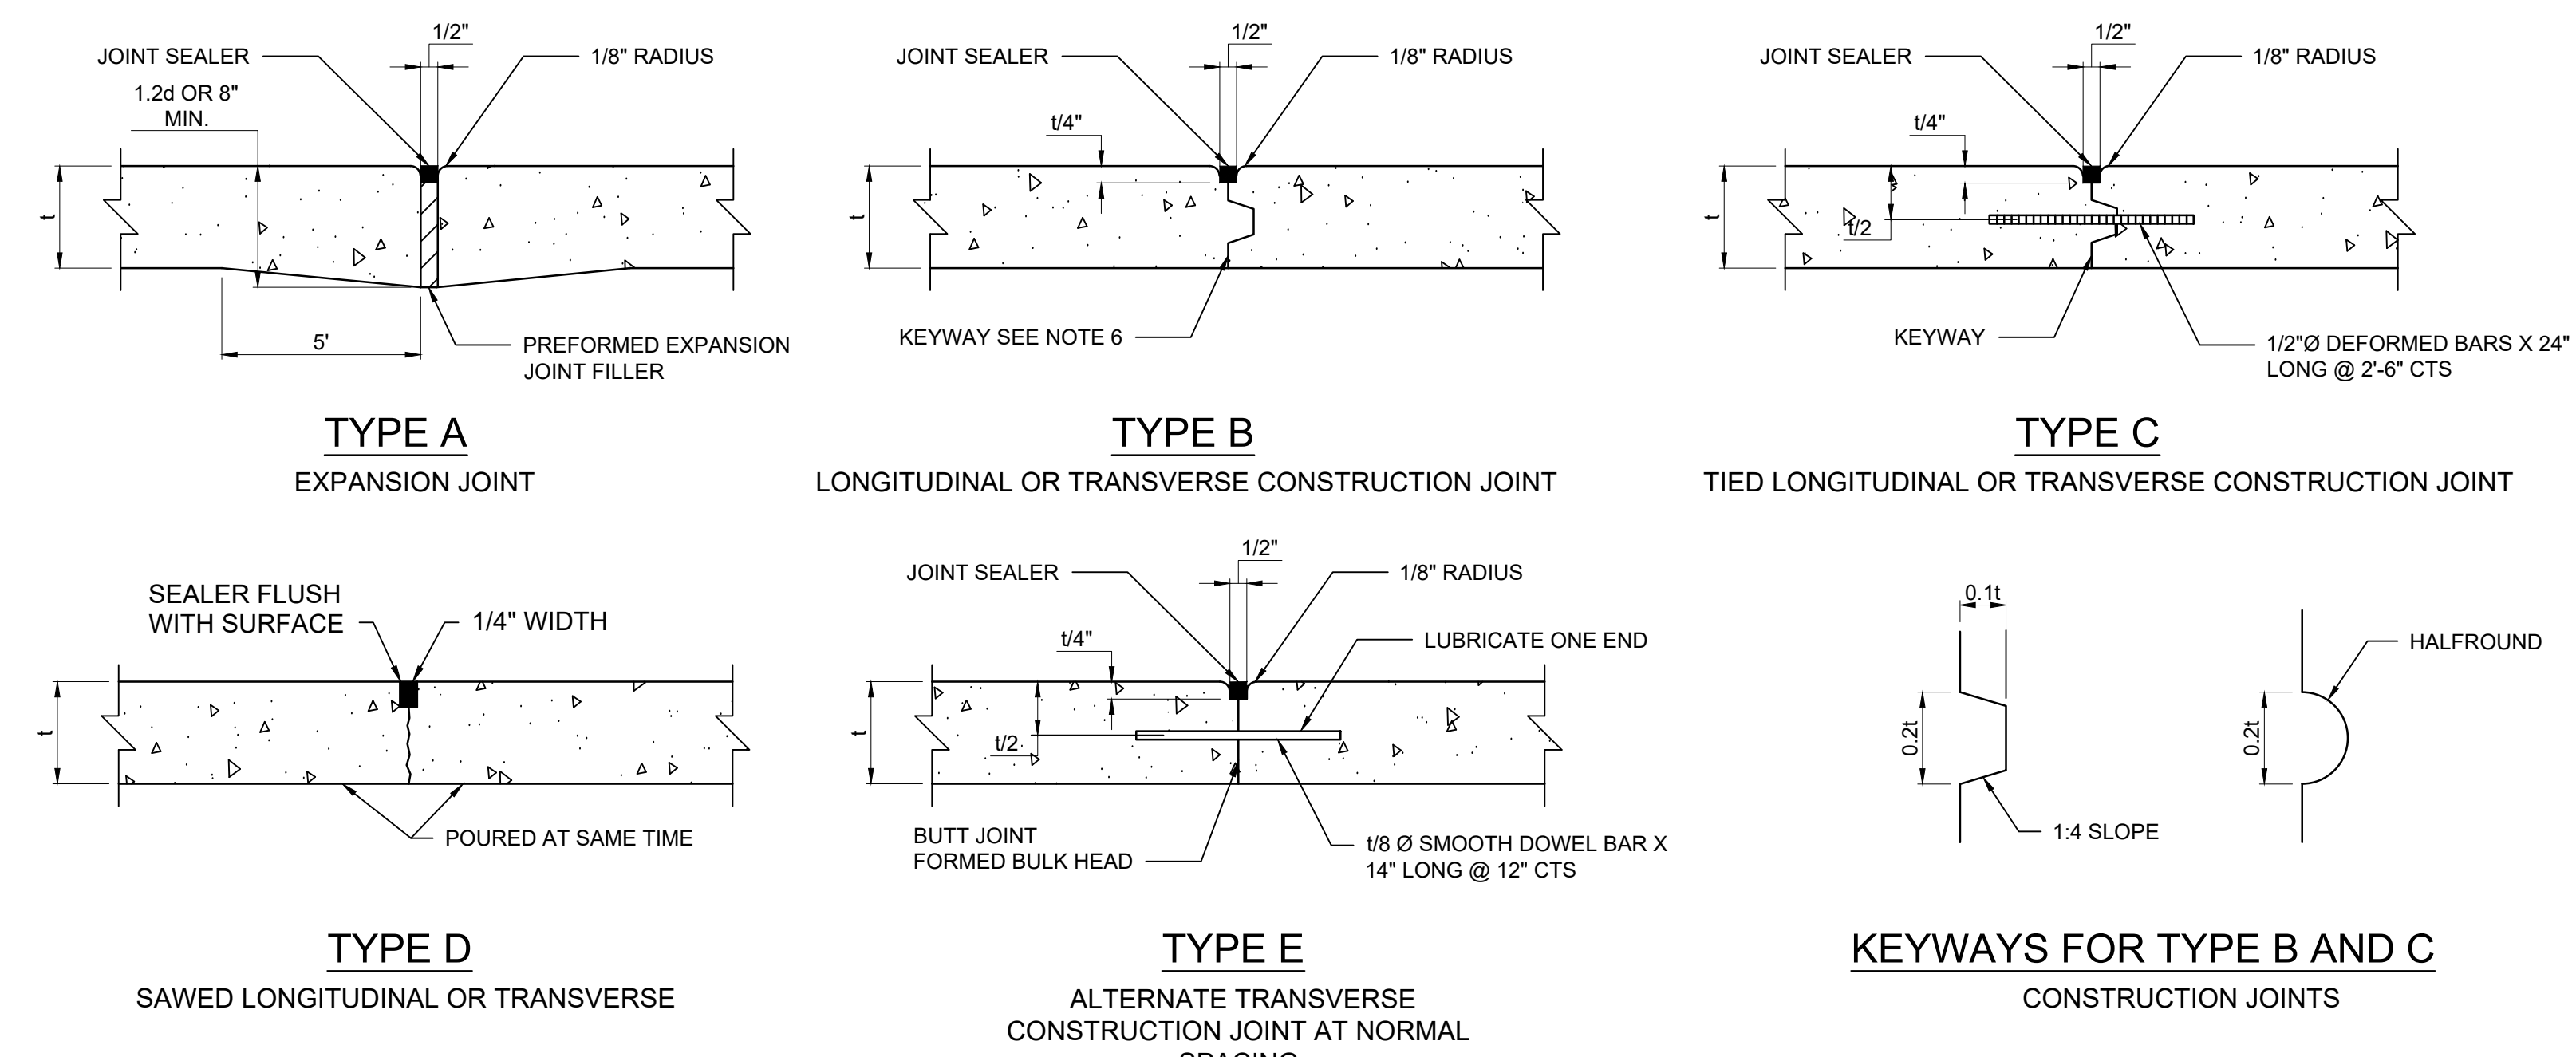 1/2"
JOINT SEALER
1/8" RADIUS
1.2d OR 8"
MIN.
t
5'
PREFORMED EXPANSION
JOINT FILLER
TYPE A
EXPANSION JOINT
1/2"
JOINT SEALER
1/8" RADIUS
t/4"
t
KEYWAY SEE NOTE 6
TYPE B
LONGITUDINAL OR TRANSVERSE CONSTRUCTION JOINT
1/2"
JOINT SEALER
1/8" RADIUS
t/4"
t
t/2
KEYWAY
1/2"Ø DEFORMED BARS X 24"
LONG @ 2'-6" CTS
TYPE C
TIED LONGITUDINAL OR TRANSVERSE CONSTRUCTION JOINT
SEALER FLUSH
WITH SURFACE
1/4" WIDTH
t
POURED AT SAME TIME
TYPE D
SAWED LONGITUDINAL OR TRANSVERSE
1/2"
JOINT SEALER
1/8" RADIUS
t/4"
LUBRICATE ONE END
t
t/2
BUTT JOINT
FORMED BULK HEAD
t/8 Ø SMOOTH DOWEL BAR X
14" LONG @ 12" CTS
TYPE E
ALTERNATE TRANSVERSE
CONSTRUCTION JOINT AT NORMAL
SPACING
0.1t
0.2t
1:4 SLOPE
HALFROUND
0.2t
KEYWAYS FOR TYPE B AND C
CONSTRUCTION JOINTS